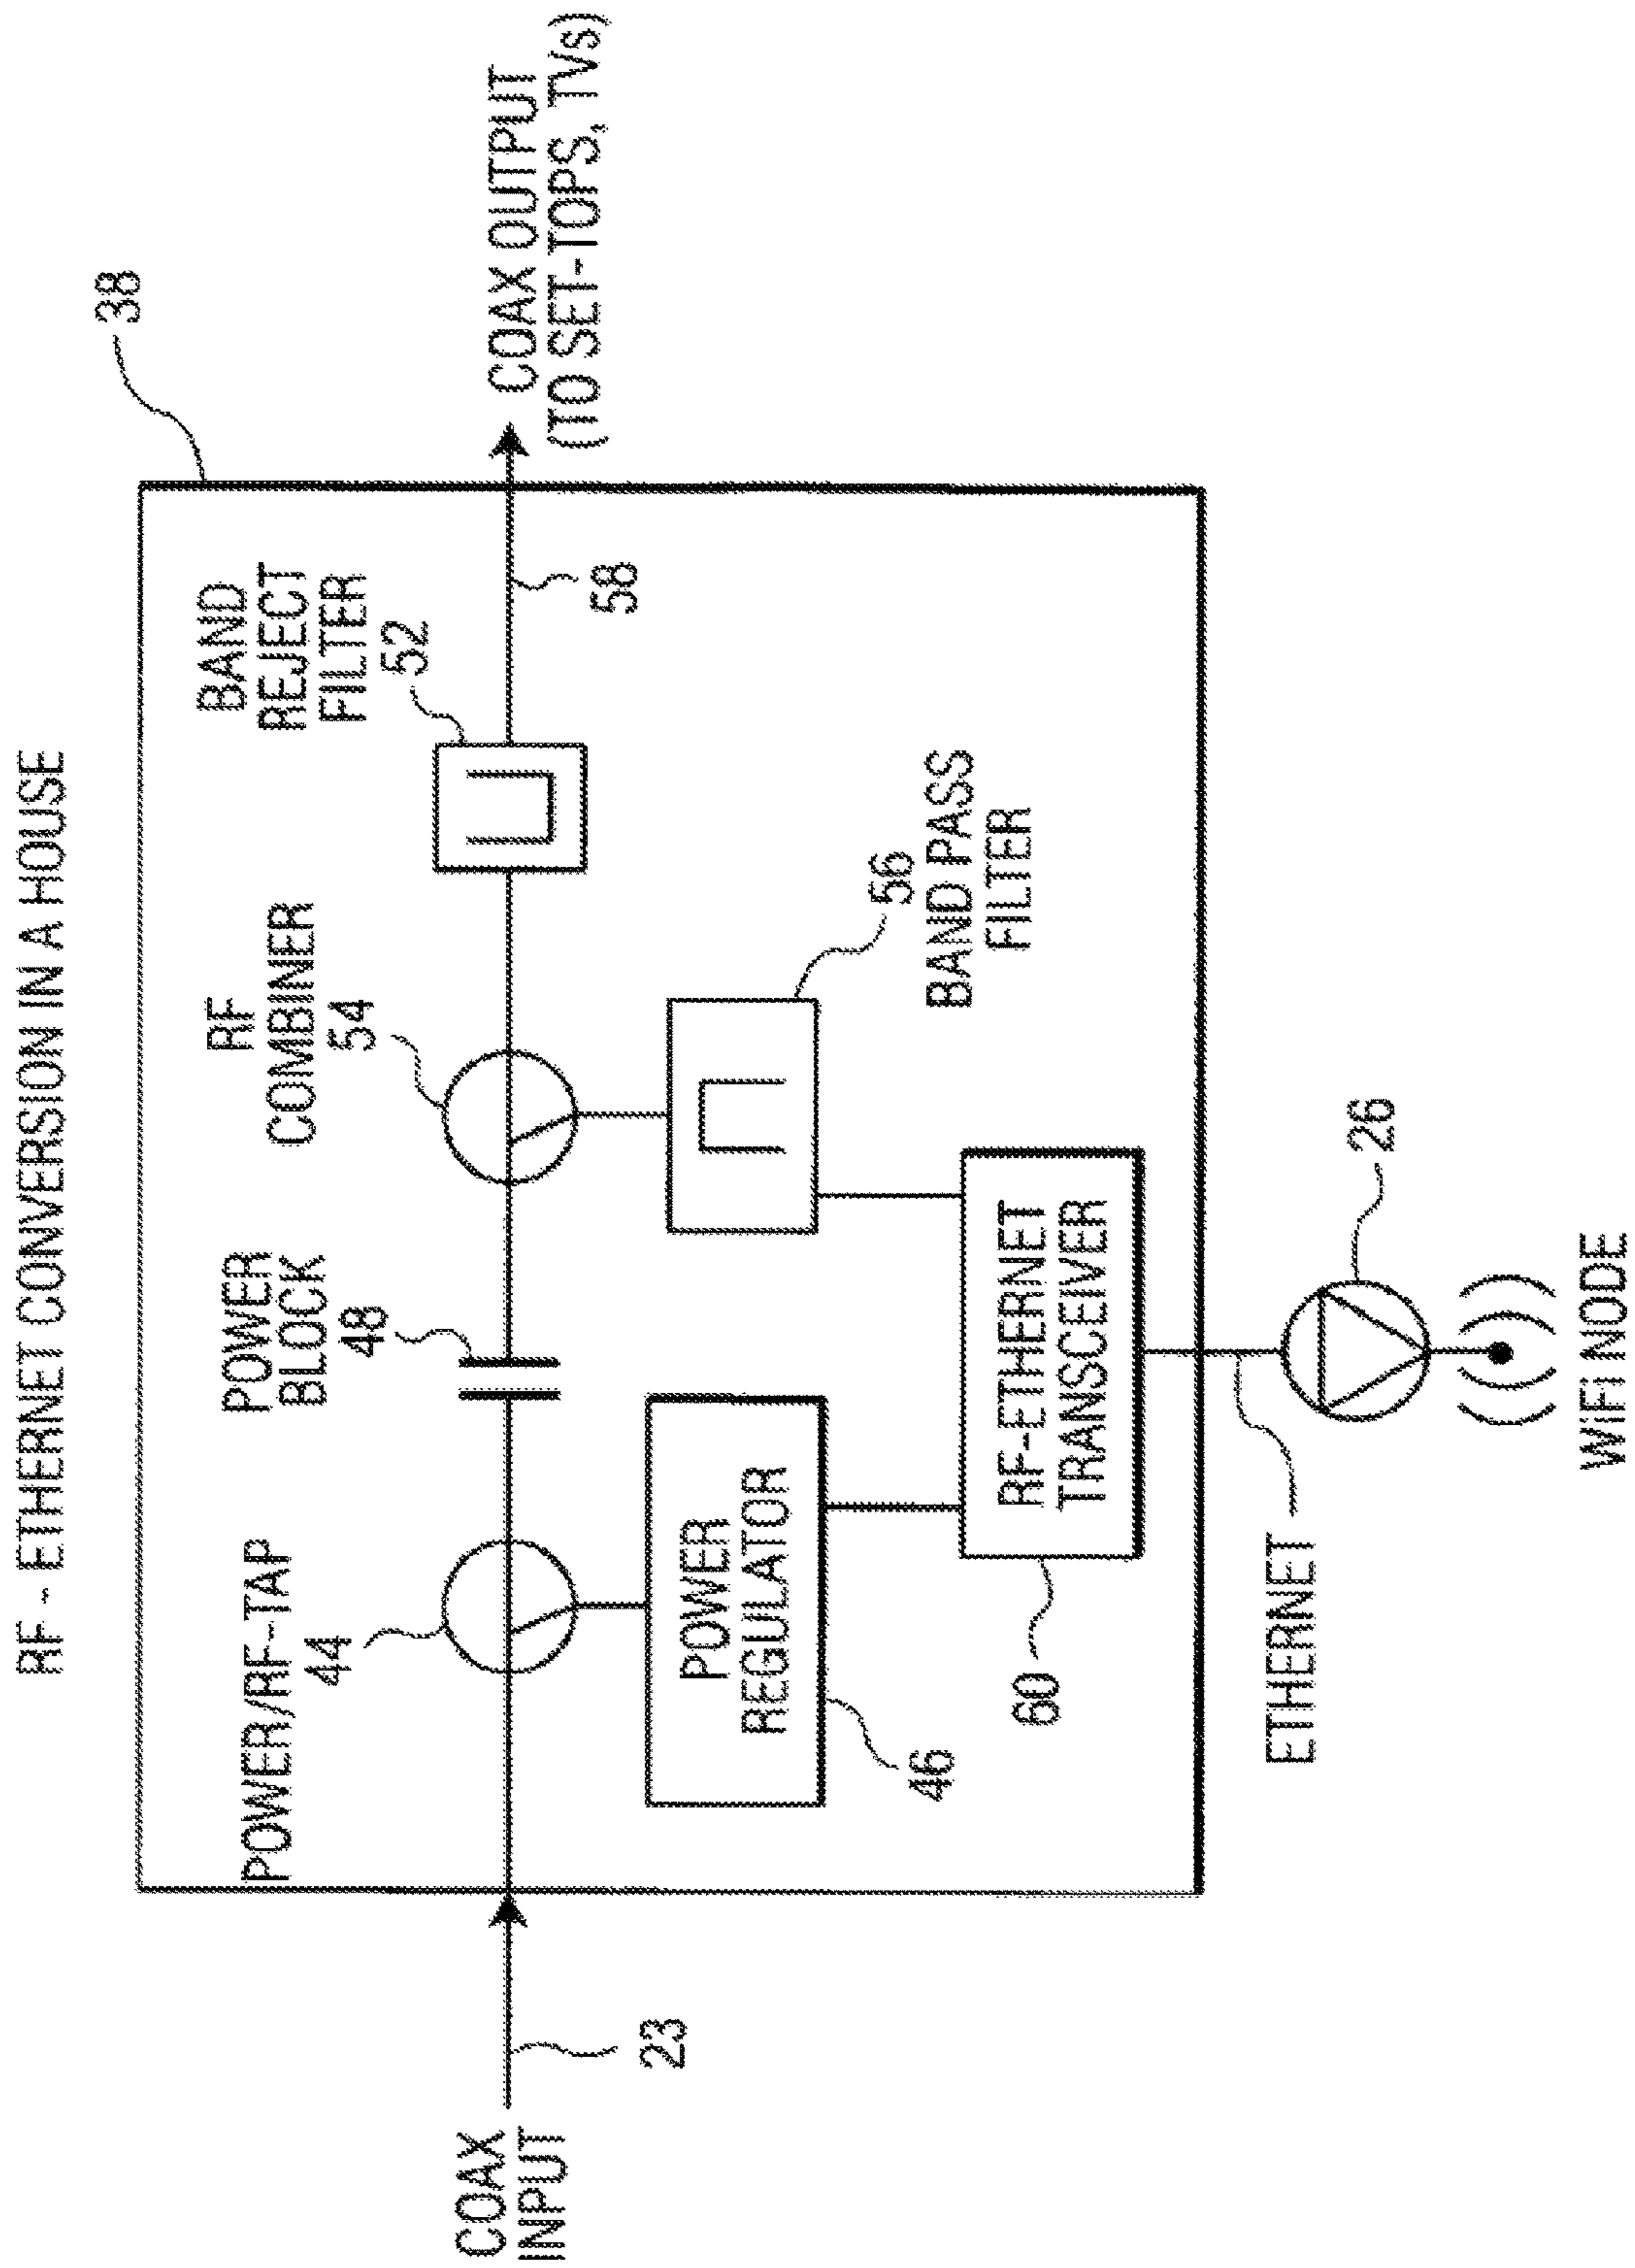 RF - ETHERNET CONVERSION IN A HOUSE
38
POWER/RF-TAP
44
POWER
BLOCK
48
RF
COMBINER
54
BAND
REJECT
FILTER
52
COAX
INPUT
23
58
COAX OUTPUT
(TO SET-TOPS, TVs)
POWER
REGULATOR
46
56
BAND PASS
FILTER
RF-ETHERNET
TRANSCEIVER
60
ETHERNET
26
WiFi NODE